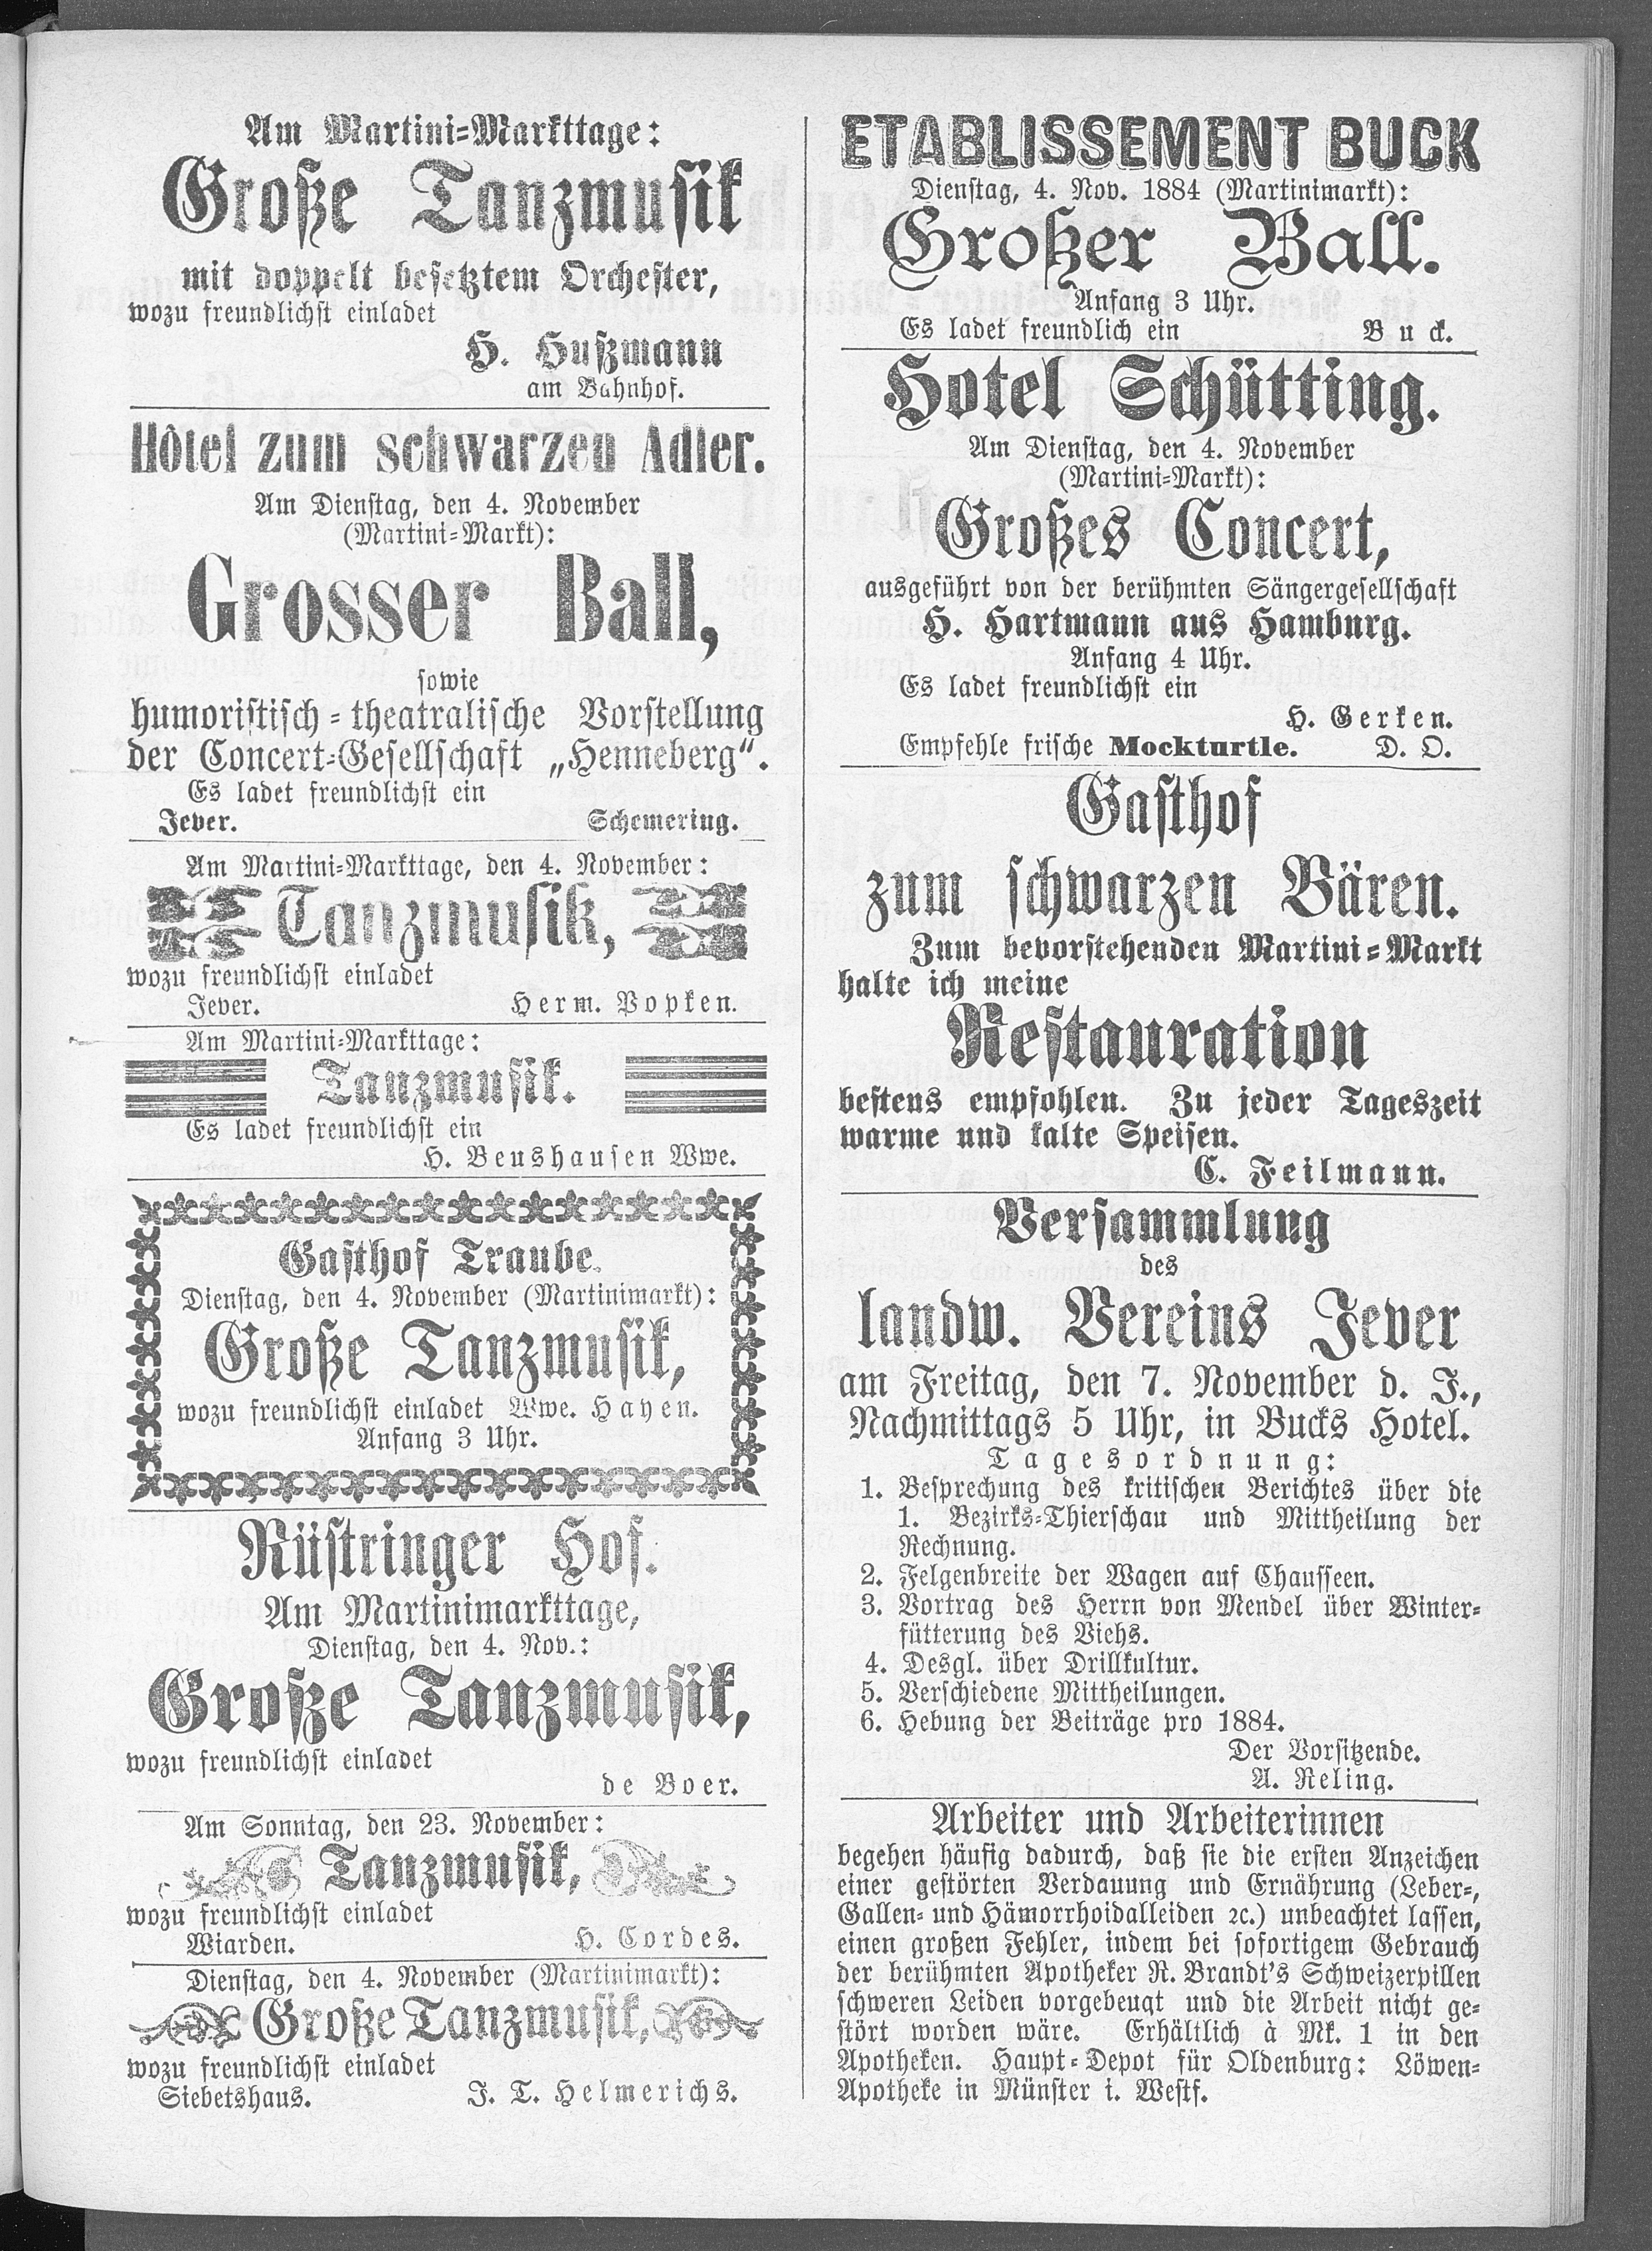 Am Martini-Markttage:
Große Tanzmusik
mit doppelt besetztem Orchester,
wozu freundlichst einladet
H. Hußmann
am Bahnhof.
Hôtel zum schwarzen Adler.
Am Dienstag, den 4. November
(Martini-Markt):
Grosser Ball,
sowie
humoristisch-theatralische Vorstellung
der Concert-Gesellschaft „Henneberg“.
Es ladet freundlichst ein
Jever. Schemering.
Am Martini-Markttage, den 4. November:
Tanzmusik,
wozu freundlichst einladet
Jever. Herm. Popken.
Am Martini-Markttage:
Tanzmusik.
Es ladet freundlichst ein
H. Beushausen Wwe.
Gasthof Traube.
Dienstag, den 4. November (Martinimarkt):
Große Tanzmusik,
wozu freundlichst einladet Wwe. Hayen.
Anfang 3 Uhr.
Rüstringer Hof.
Am Martinimarkttage,
Dienstag, den 4. Nov.:
Große Tanzmusik,
wozu freundlichst einladet
de Boer.
Am Sonntag, den 23. November:
Tanzmusik,
wozu freundlichst einladet
Wiarden. H. Cordes.
Dienstag, den 4. November (Martinimarkt):
Große Tanzmusik,
wozu freundlichst einladet
Siebetshaus. J. T. Helmerichs.
ETABLISSEMENT BUCK
Dienstag, 4. Nov. 1884 (Martinimarkt):
Großer Ball.
Anfang 3 Uhr.
Es ladet freundlich ein Buck.
Hotel Schütting.
Am Dienstag, den 4. November
(Martini-Markt):
Großes Concert,
ausgeführt von der berühmten Sängergesellschaft
H. Hartmann aus Hamburg.
Anfang 4 Uhr.
Es ladet freundlichst ein
H. Gerken.
Empfehle frische Mockturtle. D. O.
Gasthof
zum schwarzen Bären.
Zum bevorstehenden Martini-Markt
halte ich meine
Restauration
bestens empfohlen. Zu jeder Tageszeit
warme und kalte Speisen.
C. Feilmann.
Versammlung
des
landw. Vereins Jever
am Freitag, den 7. November d. J.,
Nachmittags 5 Uhr, in Bucks Hotel.
Tagesordnung:
1. Besprechung des kritischen Berichtes über die
1. Bezirks-Thierschau und Mittheilung der
Rechnung.
2. Felgenbreite der Wagen auf Chausseen.
3. Vortrag des Herrn von Mendel über Winter-
fütterung des Viehs.
4. Desgl. über Drillkultur.
5. Verschiedene Mittheilungen.
6. Hebung der Beiträge pro 1884.
Der Vorsitzende.
A. Reling.
Arbeiter und Arbeiterinnen
begehen häufig dadurch, daß sie die ersten Anzeichen
einer gestörten Verdauung und Ernährung (Leber-,
Gallen- und Hämorrhoidalleiden ꝛc.) unbeachtet lassen,
einen großen Fehler, indem bei sofortigem Gebrauch
der berühmten Apotheker R. Brandt's Schweizerpillen
schweren Leiden vorgebeugt und die Arbeit nicht ge-
stört worden wäre. Erhältlich à Mk. 1 in den
Apotheken. Haupt-Depot für Oldenburg: Löwen-
Apotheke in Münster i. Westf.